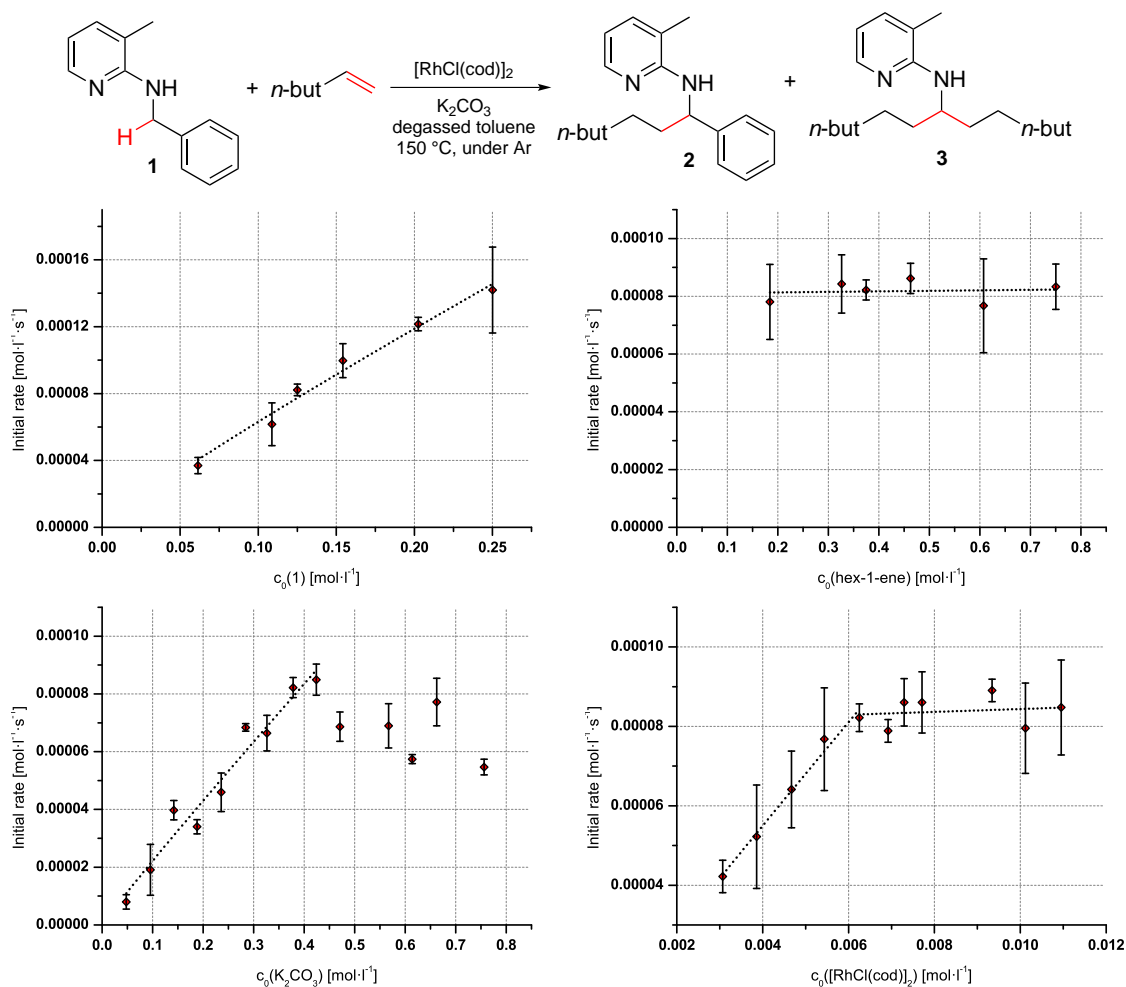 N
NH
H
1
+
n-but
[RhCl(cod)]₂
K₂CO₃
degassed toluene
150 °C, under Ar
N
NH
n-but
2
+
N
NH
n-but
n-but
3
Initial rate [mol·l⁻¹·s⁻¹]
0.00016
0.00012
0.00008
0.00004
0.00000
0.00 0.05 0.10 0.15 0.20 0.25
c₀(1) [mol·l⁻¹]
Initial rate [mol·l⁻¹·s⁻¹]
0.00010
0.00008
0.00006
0.00004
0.00002
0.00000
0.0 0.1 0.2 0.3 0.4 0.5 0.6 0.7 0.8
c₀(hex-1-ene) [mol·l⁻¹]
Initial rate [mol·l⁻¹·s⁻¹]
0.00010
0.00008
0.00006
0.00004
0.00002
0.00000
0.0 0.1 0.2 0.3 0.4 0.5 0.6 0.7 0.8
c₀(K₂CO₃) [mol·l⁻¹]
Initial rate [mol·l⁻¹·s⁻¹]
0.00010
0.00008
0.00006
0.00004
0.002 0.004 0.006 0.008 0.010 0.012
c₀([RhCl(cod)]₂) [mol·l⁻¹]